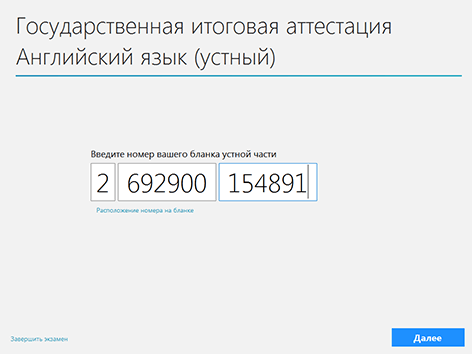 Государственная итоговая аттестация
Английский язык (устный)
Введите номер вашего бланка устной части
2 692900 154891
Расположение номера на бланке
Завершить экзамен
Далее